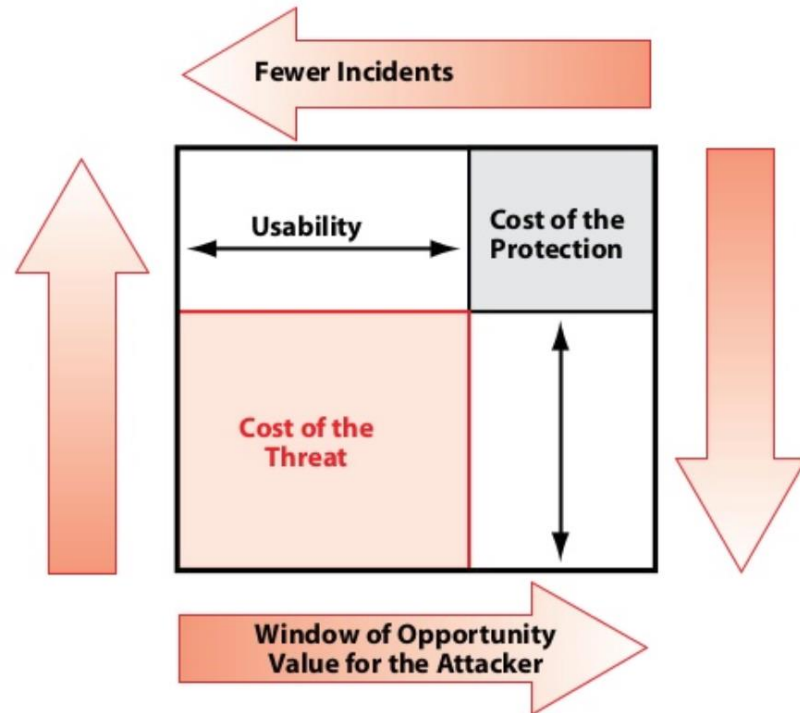 Fewer Incidents
Usability
Cost of the
Protection
Cost of the
Threat
Window of Opportunity
Value for the Attacker